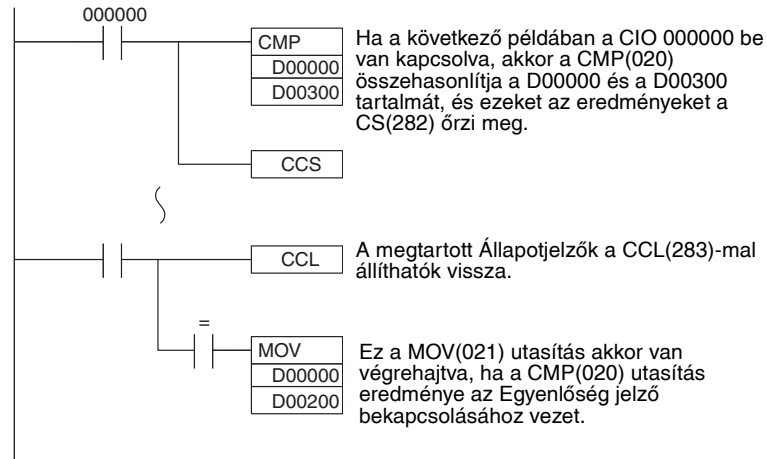 000000
CMP
D00000
D00300
Ha a következő példában a CIO 000000 be
van kapcsolva, akkor a CMP(020)
összehasonlítja a D00000 és a D00300
tartalmát, és ezeket az eredményeket a
CS(282) őrzi meg.
CCS
CCL
A megtartott Állapotjelzők a CCL(283)-mal
állíthatók vissza.
=
MOV
D00000
D00200
Ez a MOV(021) utasítás akkor van
végrehajtva, ha a CMP(020) utasítás
eredménye az Egyenlőség jelző
bekapcsolásához vezet.